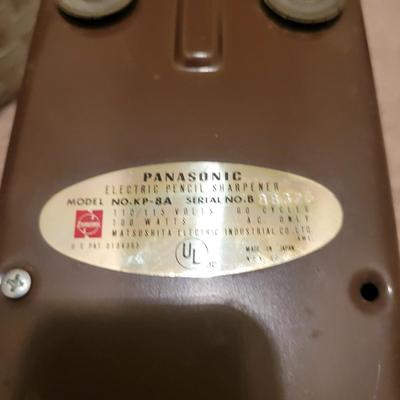 PANASONIC
ELECTRIC PENCIL SHARPENER
MODEL NO.KP-8A SERIAL NO.B
110/115 VOLTS 60 CYCLES
100 WATTS AC ONLY
MATSUSHITA ELECTRIC INDUSTRIAL CO. LTD.
U S PAT
UL MADE IN JAPAN